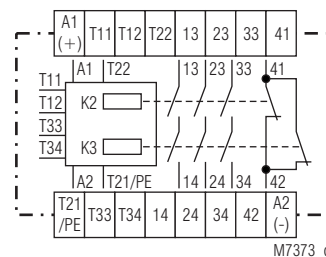 A1 (+) T11 T12 T22 13 23 33 41
A1 T22 13 23 33 41
T11
T12 K2
T33
T34 K3
A2 T21/PE 14 24 34 42
T21 /PE T33 T34 14 24 34 42 A2 (-)
M7373